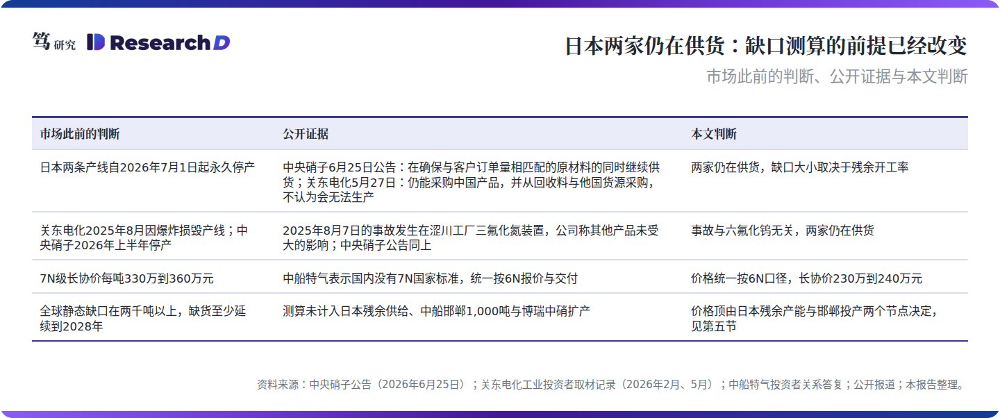 笃 研究 ResearchD
日本两家仍在供货：缺口测算的前提已经改变
市场此前的判断、公开证据与本文判断
市场此前的判断 公开证据 本文判断
日本两条产线自2026年7月1日起永久停产
中央硝子6月25日公告：在确保与客户订单量相匹配的原材料的同时继续供
货；关东电化5月27日：仍能采购中国产品，并从回收料与他国货源采购，
不认为会无法生产
两家仍在供货，缺口大小取决于残余开工率
关东电化2025年8月因爆炸损毁产线；中
央硝子2026年上半年停产
2025年8月7日的事故发生在涩川工厂三氟化氮装置，公司称其他产品未受
大的影响；中央硝子公告同上
事故与六氟化钨无关，两家仍在供货
7N级长协价每吨330万到360万元
中船特气表示国内没有7N国家标准，统一按6N报价与交付
价格统一按6N口径，长协价230万到240万元
全球静态缺口在两千吨以上，缺货至少延
续到2028年
测算未计入日本残余供给、中船邯郸1,000吨与博瑞中硝扩产
价格顶由日本残余产能与邯郸投产两个节点决定，
见第五节
资料来源：中央硝子公告（2026年6月25日）；关东电化工业投资者取材记录（2026年2月、5月）；中船特气投资者关系答复；公开报道；本报告整理。